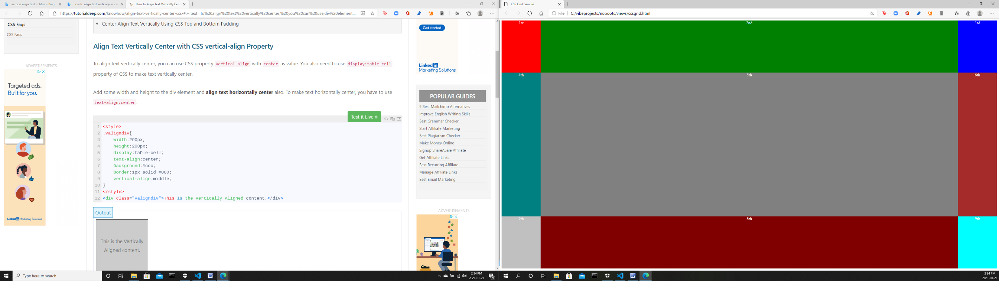 vertical align text in html - Bing
how to align text vertically in css
How to Align Text Vertically Cent
https://tutorialdeep.com/knowhow/align-text-vertically-center-css/#:~:text=To%20align%20text%20vertically%20center,%20you%20can%20use,div%20element...
CSS Faqs
CSS Faqs
ADVERTISEMENTS
Targeted ads.
Built for you.
Linked in Marketing Solutions
Center Align Text Vertically Using CSS Top and Bottom Padding
Align Text Vertically Center with CSS vertical-align Property
To align text vertically center, you can use CSS property vertical-align with center as value. You also need to use display:table-cell
property of CSS to make text vertically center.
Add some width and height to the div element and align text horizontally center also. To make text horizontally center, you have to use
text-align:center.
Test it Live »
1 <style>
2 .valigndiv{
3 width:200px;
4 height:200px;
5 display:table-cell;
6 text-align:center;
7 background:#ccc;
8 border:1px solid #000;
9 vertical-align:middle;
10 }
11 </style>
12 <div class="valigndiv">This is the Vertically Aligned content.</div>
Output
This is the Vertically
Aligned content.
Get started
Linked in
Marketing Solutions
POPULAR GUIDES
9 Best Mailchimp Alternatives
Improve English Writing Skills
Best Grammar Checker
Start Affiliate Marketing
Best Plagiarism Checker
Make Money Online
Signup ShareASale Affiliate
Get Affiliate Links
Best Recurring Affiliate
Manage Affiliate Links
Best Email Marketing
ADVERTISEMENTS
Type here to search
2:34 PM
2021-01-21
4
CSS Grid Sample
File
C:/vibeprojects/noboots/views/cssgrid.html
1st
2nd
3rd
4th
5th
6th
7th
8th
9th
2:34 PM
2021-01-21